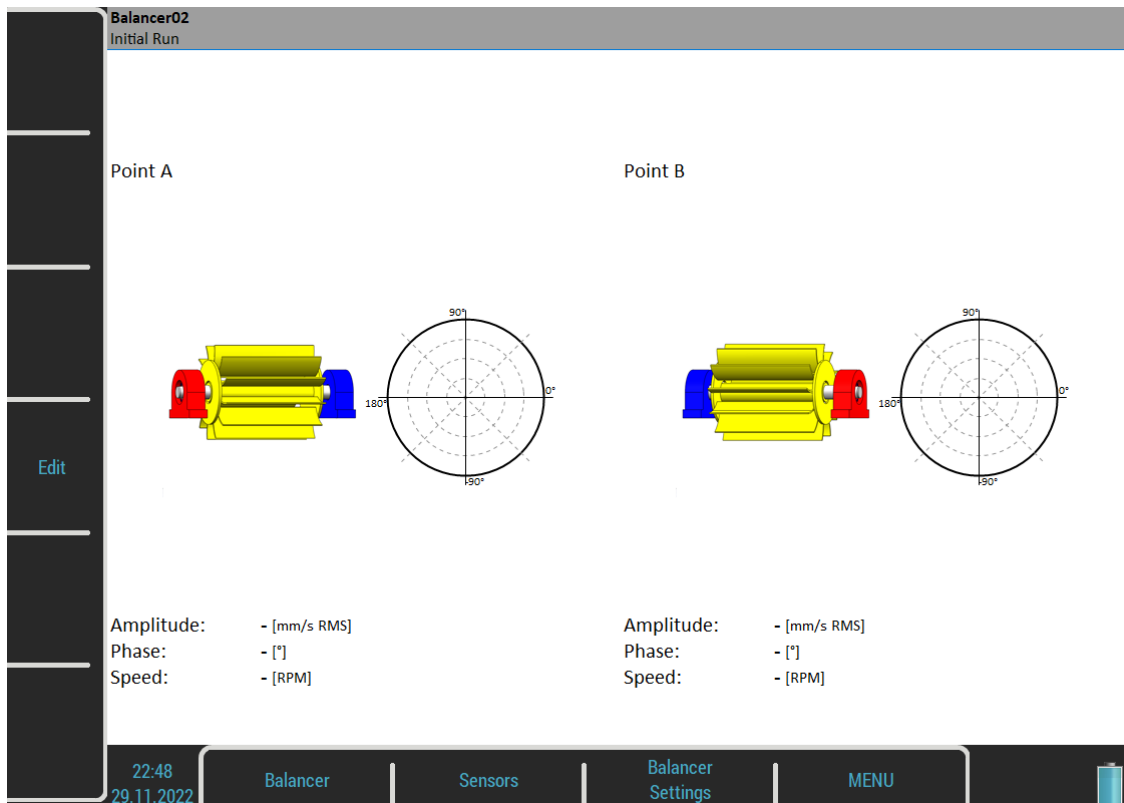 Balancer02
Initial Run
Point A
Point B
90°
0°
180°
-90°
90°
0°
180°
-90°
Edit
Amplitude: - [mm/s RMS]
Phase: - [°]
Speed: - [RPM]
Amplitude: - [mm/s RMS]
Phase: - [°]
Speed: - [RPM]
22:48
29.11.2022
Balancer
Sensors
Balancer
Settings
MENU